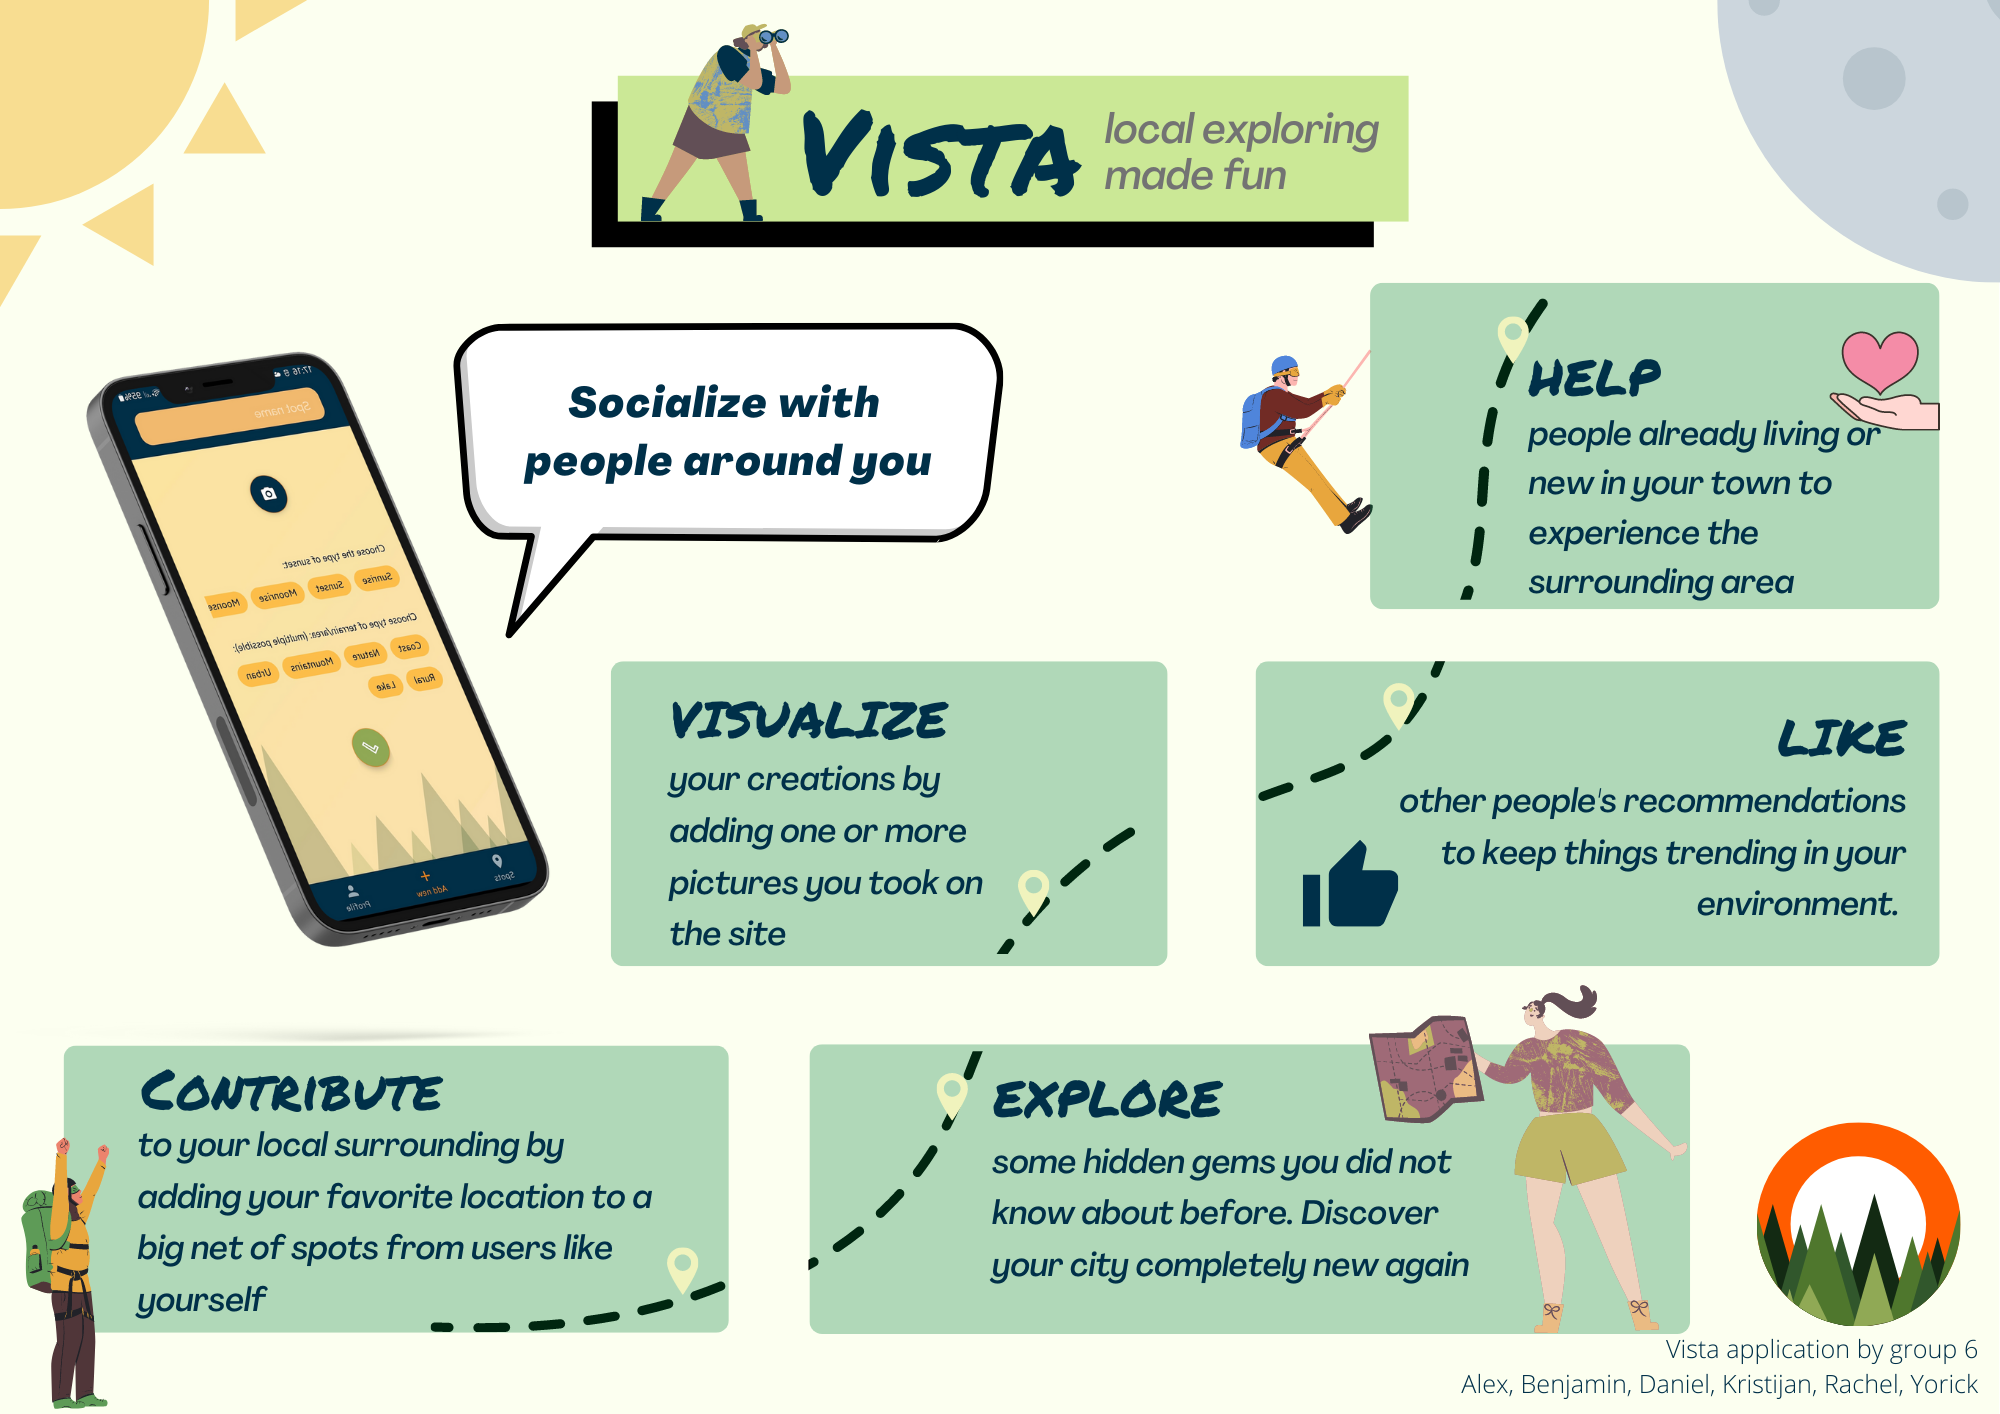 Vista
local exploring
made fun
Socialize with
people around you
17:16
95%
Spot name
Choose the type of sunset:
Sunrise Sunset Moonrise Moonse
Choose type of terrain/area: (multiple possible):
Coast Nature Mountains Urban
Rural Lake
Spots Add new Profile
HELP
people already living or
new in your town to
experience the
surrounding area
VISUALIZE
your creations by
adding one or more
pictures you took on
the site
LIKE
other people's recommendations
to keep things trending in your
environment.
CONTRIBUTE
to your local surrounding by
adding your favorite location to a
big net of spots from users like
yourself
EXPLORE
some hidden gems you did not
know about before. Discover
your city completely new again
Vista application by group 6
Alex, Benjamin, Daniel, Kristijan, Rachel, Yorick